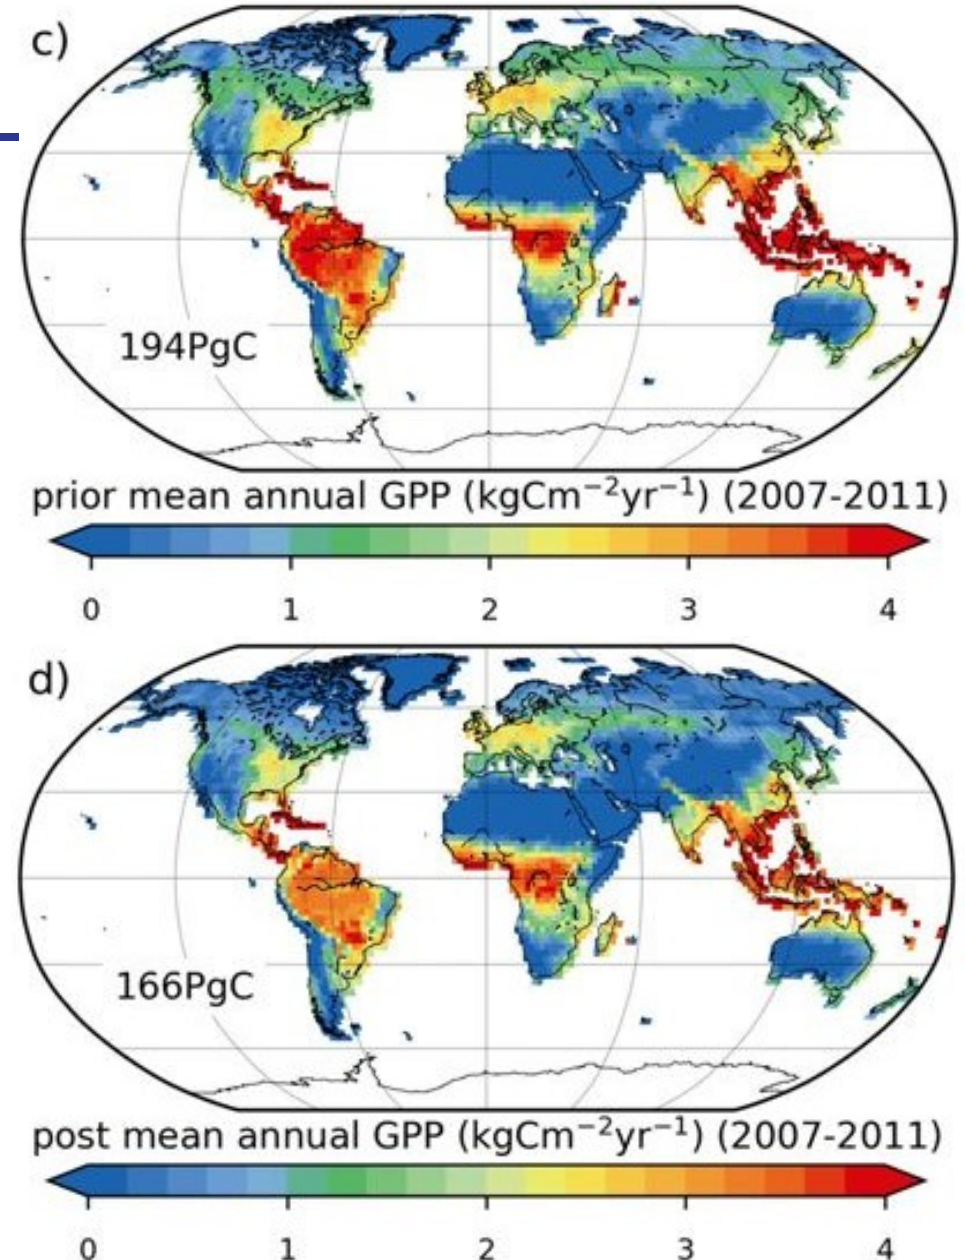 c)
194PgC
prior mean annual GPP (kgCm⁻²yr⁻¹) (2007-2011)
0 1 2 3 4
d)
166PgC
post mean annual GPP (kgCm⁻²yr⁻¹) (2007-2011)
0 1 2 3 4